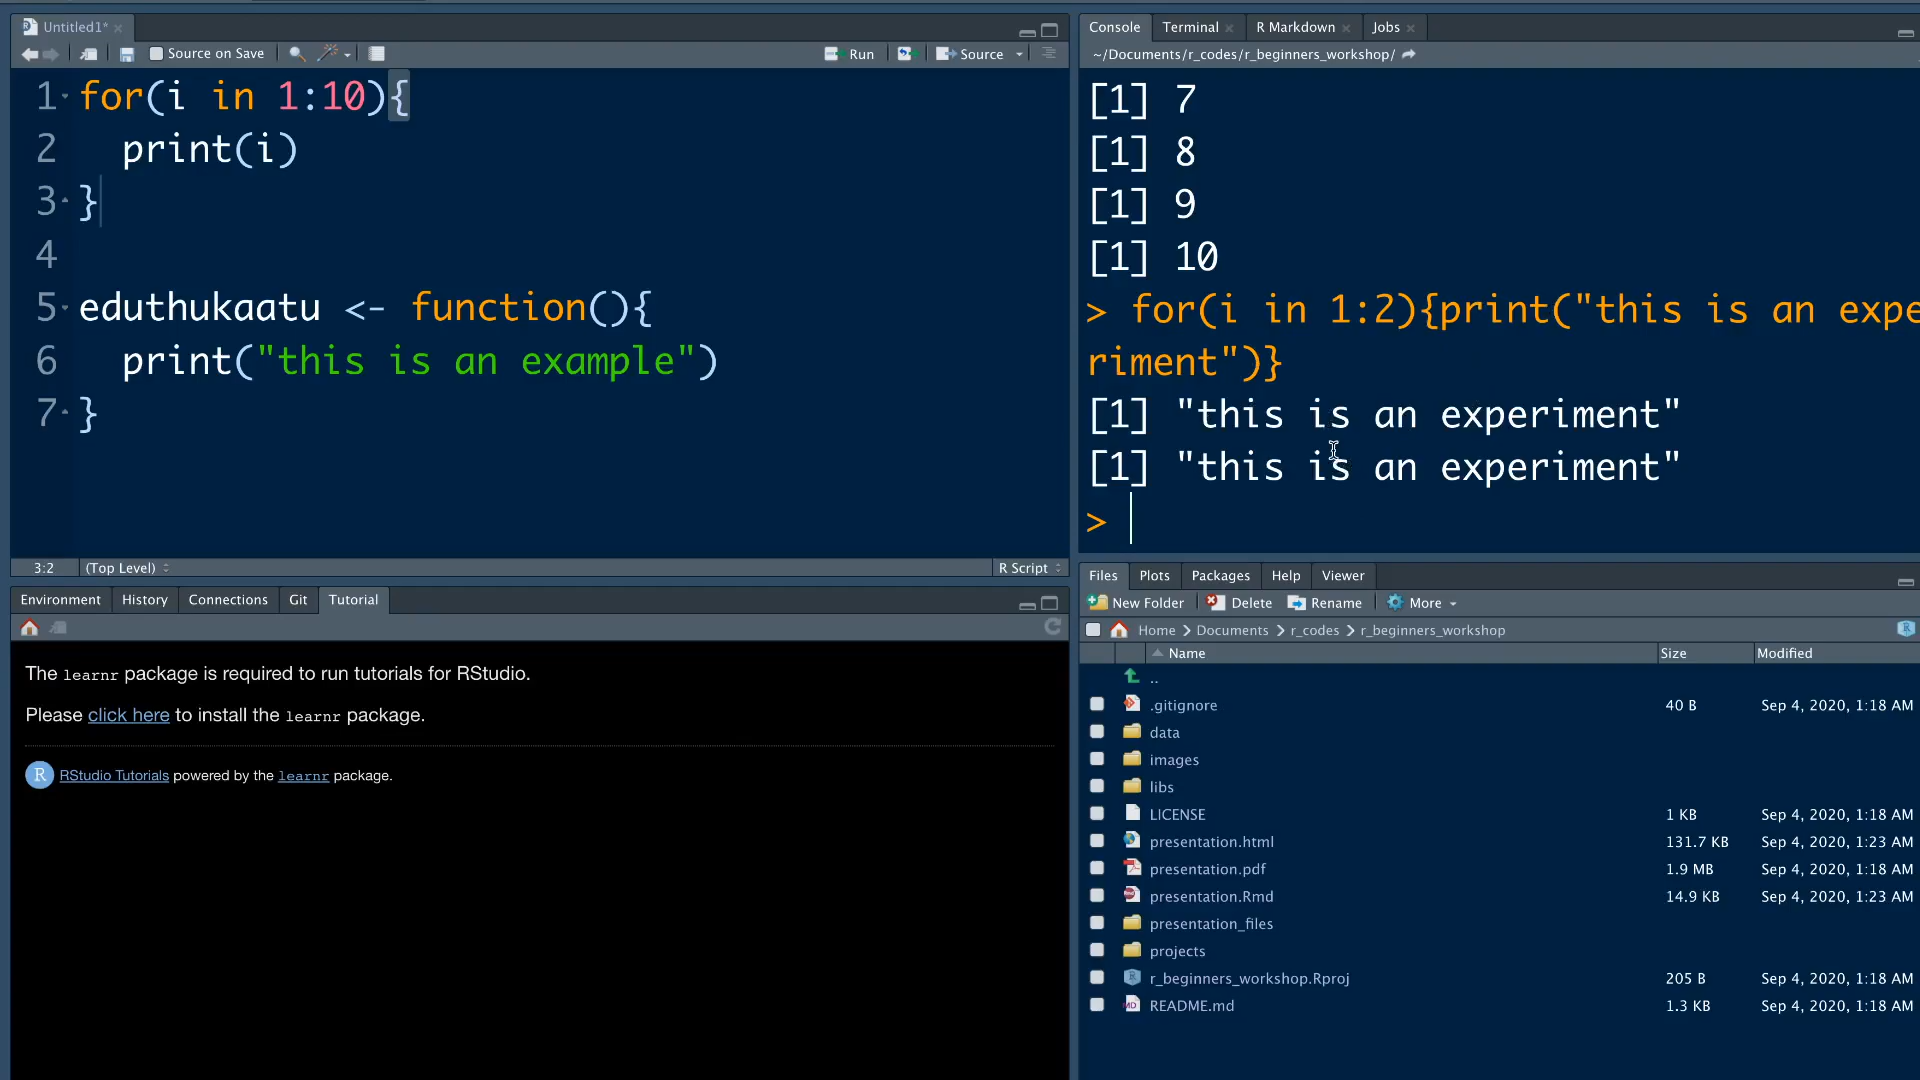 Untitled1*
Source on Save
Run
Source
1 for(i in 1:10){
2 print(i)
3 }
4
5 eduthukaatu <- function(){
6 print("this is an example")
7 }
3:2 (Top Level) R Script
Console Terminal R Markdown Jobs
~/Documents/r_codes/r_beginners_workshop/
[1] 7
[1] 8
[1] 9
[1] 10
> for(i in 1:2){print("this is an expe
riment")}
[1] "this is an experiment"
[1] "this is an experiment"
>
Environment History Connections Git Tutorial
The learnr package is required to run tutorials for RStudio.
Please click here to install the learnr package.
R RStudio Tutorials powered by the learnr package.
Files Plots Packages Help Viewer
New Folder Delete Rename More
Home Documents r_codes r_beginners_workshop
Name Size Modified
..
.gitignore 40 B Sep 4, 2020, 1:18 AM
data
images
libs
LICENSE 1 KB Sep 4, 2020, 1:18 AM
presentation.html 131.7 KB Sep 4, 2020, 1:23 AM
presentation.pdf 1.9 MB Sep 4, 2020, 1:18 AM
presentation.Rmd 14.9 KB Sep 4, 2020, 1:23 AM
presentation_files
projects
r_beginners_workshop.Rproj 205 B Sep 4, 2020, 1:18 AM
README.md 1.3 KB Sep 4, 2020, 1:18 AM